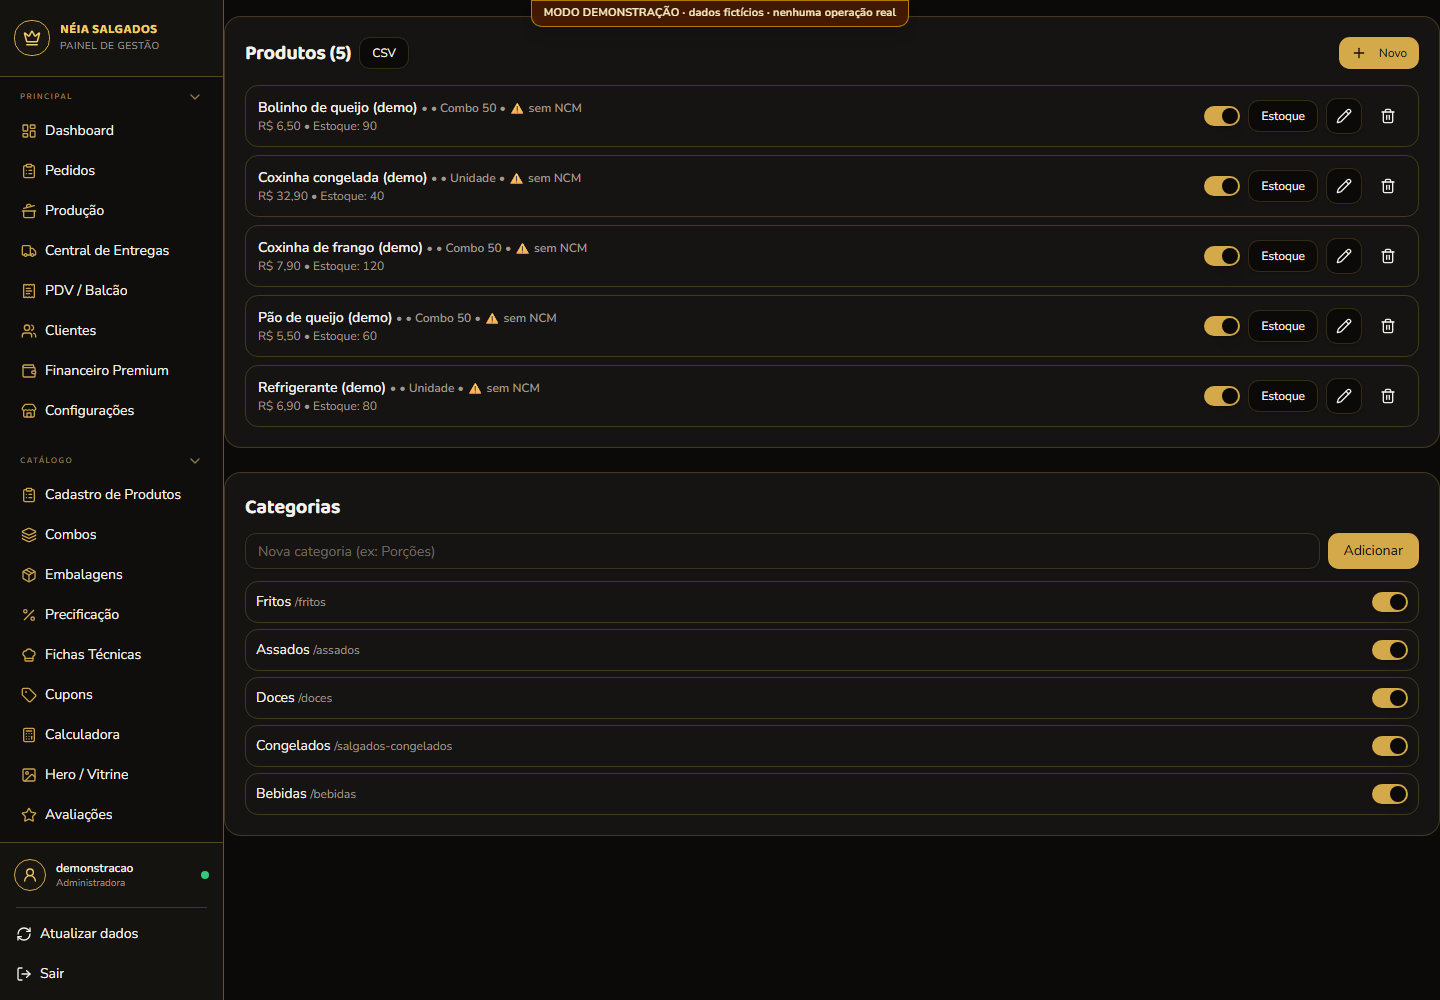 MODO DEMONSTRAÇÃO · dados fictícios · nenhuma operação real
NÉIA SALGADOS
PAINEL DE GESTÃO
PRINCIPAL
Dashboard
Pedidos
Produção
Central de Entregas
PDV / Balcão
Clientes
Financeiro Premium
Configurações
CATÁLOGO
Cadastro de Produtos
Combos
Embalagens
Precificação
Fichas Técnicas
Cupons
Calculadora
Hero / Vitrine
Avaliações
demonstracao
Administradora
Atualizar dados
Sair
Produtos (5) CSV
Novo
Bolinho de queijo (demo) • • Combo 50 • ⚠ sem NCM
R$ 6,50 • Estoque: 90
Estoque
Coxinha congelada (demo) • • Unidade • ⚠ sem NCM
R$ 32,90 • Estoque: 40
Estoque
Coxinha de frango (demo) • • Combo 50 • ⚠ sem NCM
R$ 7,90 • Estoque: 120
Estoque
Pão de queijo (demo) • • Combo 50 • ⚠ sem NCM
R$ 5,50 • Estoque: 60
Estoque
Refrigerante (demo) • • Unidade • ⚠ sem NCM
R$ 6,90 • Estoque: 80
Estoque
Categorias
Nova categoria (ex: Porções)
Adicionar
Fritos /fritos
Assados /assados
Doces /doces
Congelados /salgados-congelados
Bebidas /bebidas